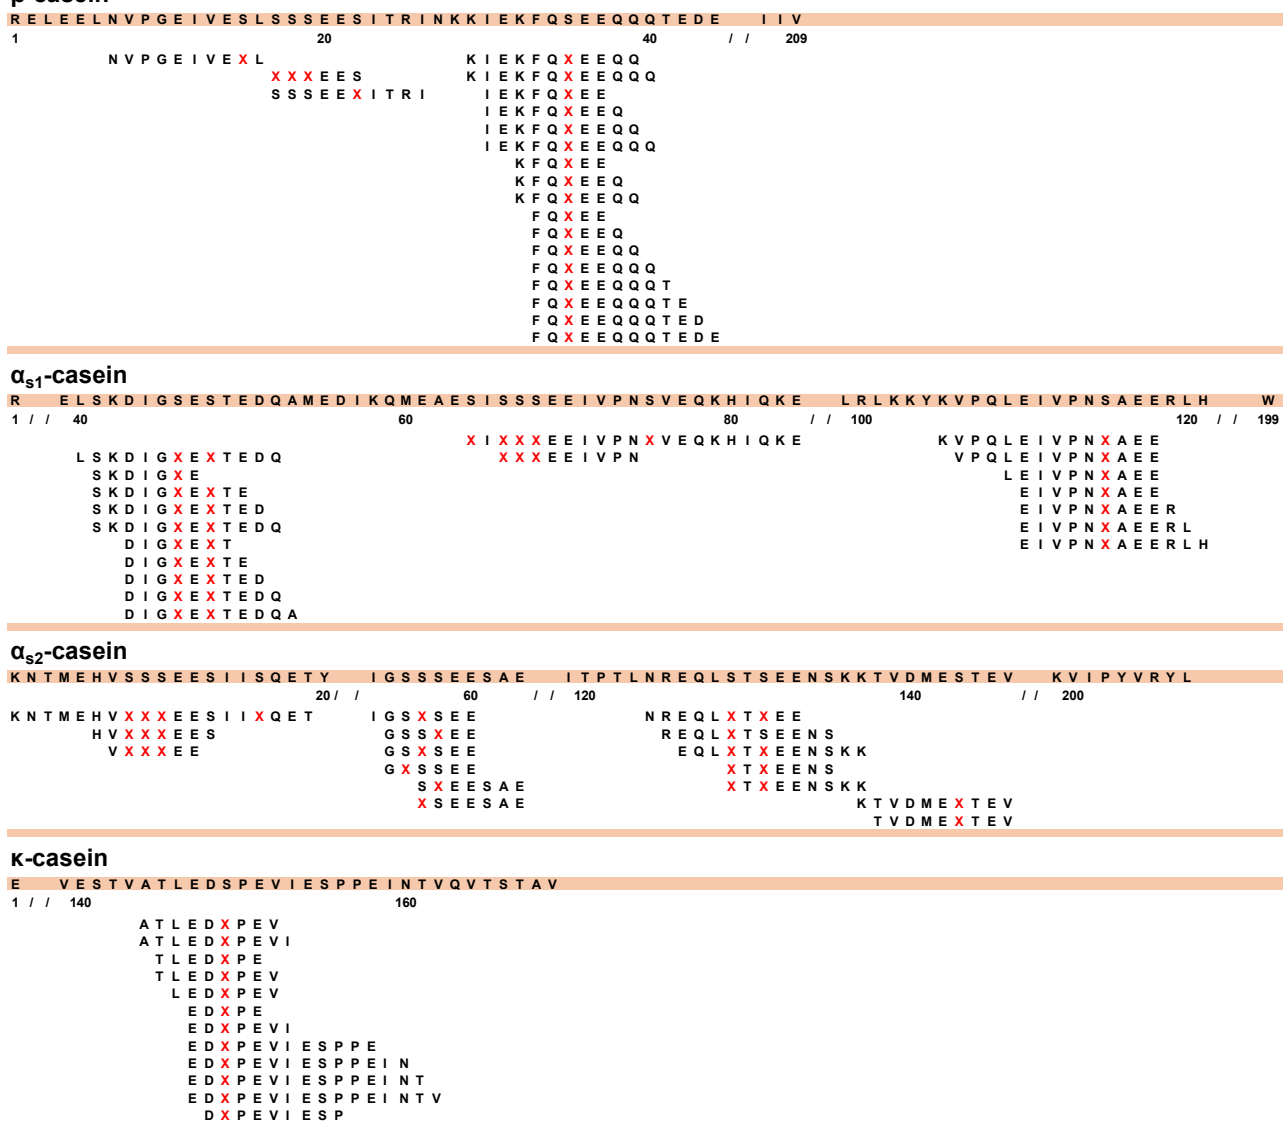 β-casein
R E L E E L N V P G E I V E S L S S S E E S I T R I N K K I E K F Q S E E Q Q Q T E D E I I V
1 20 40 / / 209
N V P G E I V E X L K I E K F Q X E E Q Q
X X X E E S K I E K F Q X E E Q Q Q
S S S E E X I T R I I E K F Q X E E
I E K F Q X E E Q
I E K F Q X E E Q Q
I E K F Q X E E Q Q Q
K F Q X E E
K F Q X E E Q
K F Q X E E Q Q
F Q X E E
F Q X E E Q
F Q X E E Q Q
F Q X E E Q Q Q
F Q X E E Q Q Q T
F Q X E E Q Q Q T E
F Q X E E Q Q Q T E D
F Q X E E Q Q Q T E D E
αs1-casein
R E L S K D I G S E S T E D Q A M E D I K Q M E A E S I S S S E E I V P N S V E Q K H I Q K E L R L K K Y K V P Q L E I V P N S A E E R L H W
1 / / 40 60 80 / / 100 120 / / 199
X I X X X E E I V P N X V E Q K H I Q K E K V P Q L E I V P N X A E E
L S K D I G X E X T E D Q X X X E E I V P N V P Q L E I V P N X A E E
S K D I G X E L E I V P N X A E E
S K D I G X E X T E E I V P N X A E E
S K D I G X E X T E D E I V P N X A E E R
S K D I G X E X T E D Q E I V P N X A E E R L
D I G X E X T E I V P N X A E E R L H
D I G X E X T E
D I G X E X T E D
D I G X E X T E D Q
D I G X E X T E D Q A
αs2-casein
K N T M E H V S S S E E S I I S Q E T Y I G S S S E E S A E I T P T L N R E Q L S T S E E N S K K T V D M E S T E V K V I P Y V R Y L
20 / / 60 / / 120 140 / / 200
K N T M E H V X X X E E S I I X Q E T I G S X S E E N R E Q L X T X E E
H V X X X E E S G S S X E E R E Q L X T S E E N S
V X X X E E G S X S E E E Q L X T X E E N S K K
G X S S E E X T X E E N S
S X E E S A E X T X E E N S K K
X S E E S A E K T V D M E X T E V
T V D M E X T E V
κ-casein
E V E S T V A T L E D S P E V I E S P P E I N T V Q V T S T A V
1 / / 140 160
A T L E D X P E V
A T L E D X P E V I
T L E D X P E
T L E D X P E V
L E D X P E V
E D X P E
E D X P E V I
E D X P E V I E S P P E
E D X P E V I E S P P E I N
E D X P E V I E S P P E I N T
E D X P E V I E S P P E I N T V
D X P E V I E S P